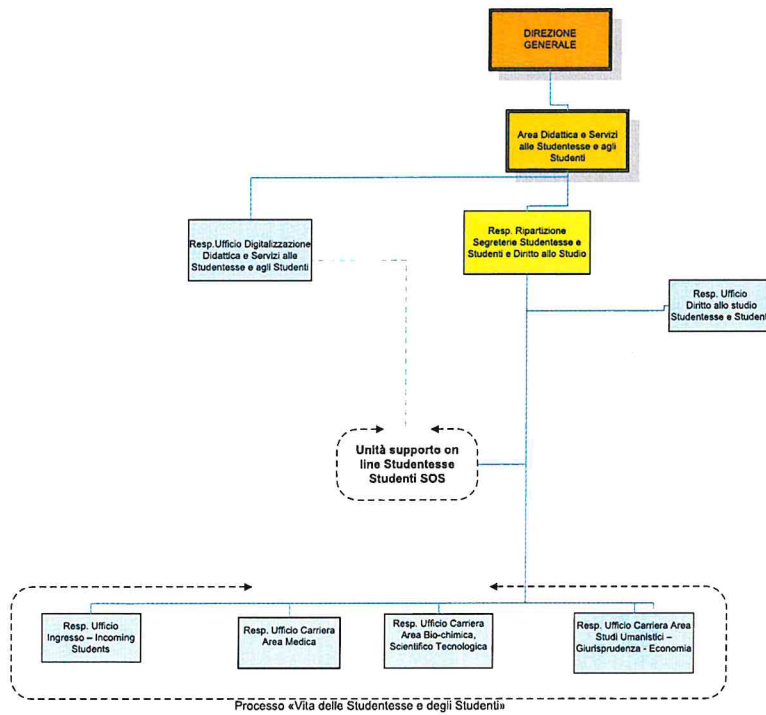 DIREZIONE
GENERALE
Area Didattica e Servizi
alle Studentesse e agli
Studenti
Resp.Ufficio Digitalizzazione
Didattica e Servizi alle
Studentesse e agli Studenti
Resp. Ripartizione
Segreterie Studentesse e
Studenti e Diritto allo Studio
Resp. Ufficio
Diritto allo studio
Studentesse e Student
Unità supporto on
line Studentesse
Studenti SOS
Resp. Ufficio
Ingresso – Incoming
Students
Resp. Ufficio Carriera
Area Medica
Resp. Ufficio Carriera
Area Bio-chimica,
Scientifico Tecnologica
Resp. Ufficio Carriera Area
Studi Umanistici –
Giurisprudenza - Economia
Processo «Vita delle Studentesse e degli Studenti»